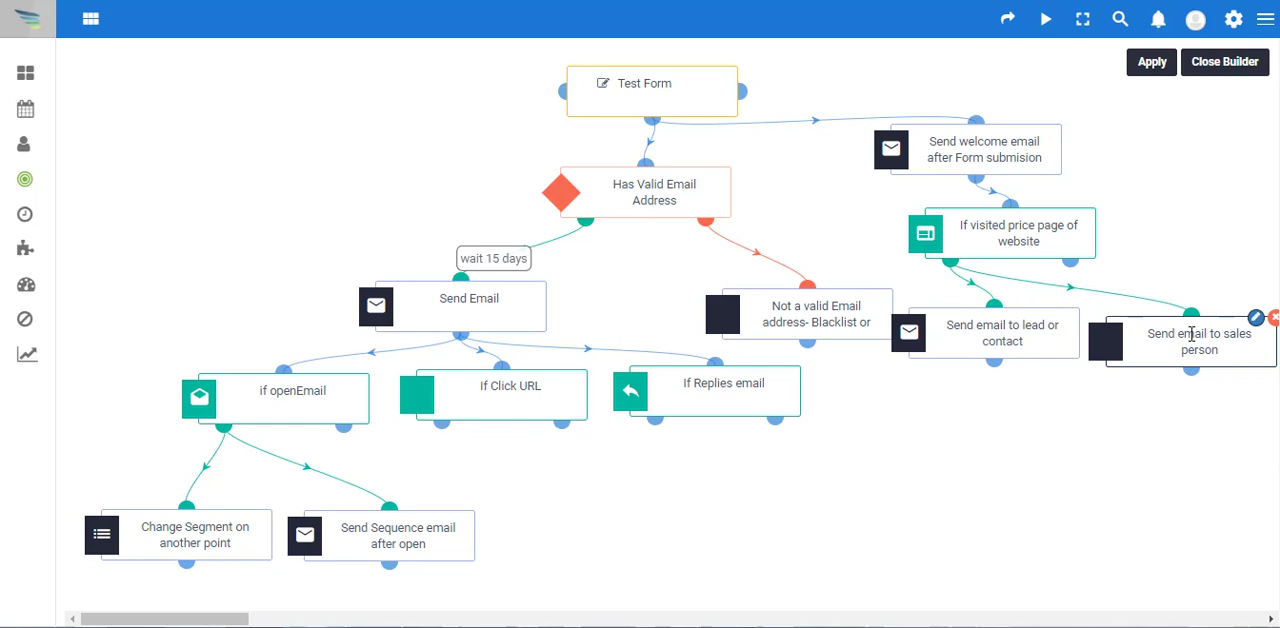 Apply
Close Builder
Test Form
Send welcome email
after Form submision
Has Valid Email
Address
If visited price page of
website
wait 15 days
Send Email
Not a valid Email
address- Blacklist or
Send email to lead or
contact
Send email to sales
person
if openEmail
If Click URL
If Replies email
Change Segment on
another point
Send Sequence email
after open